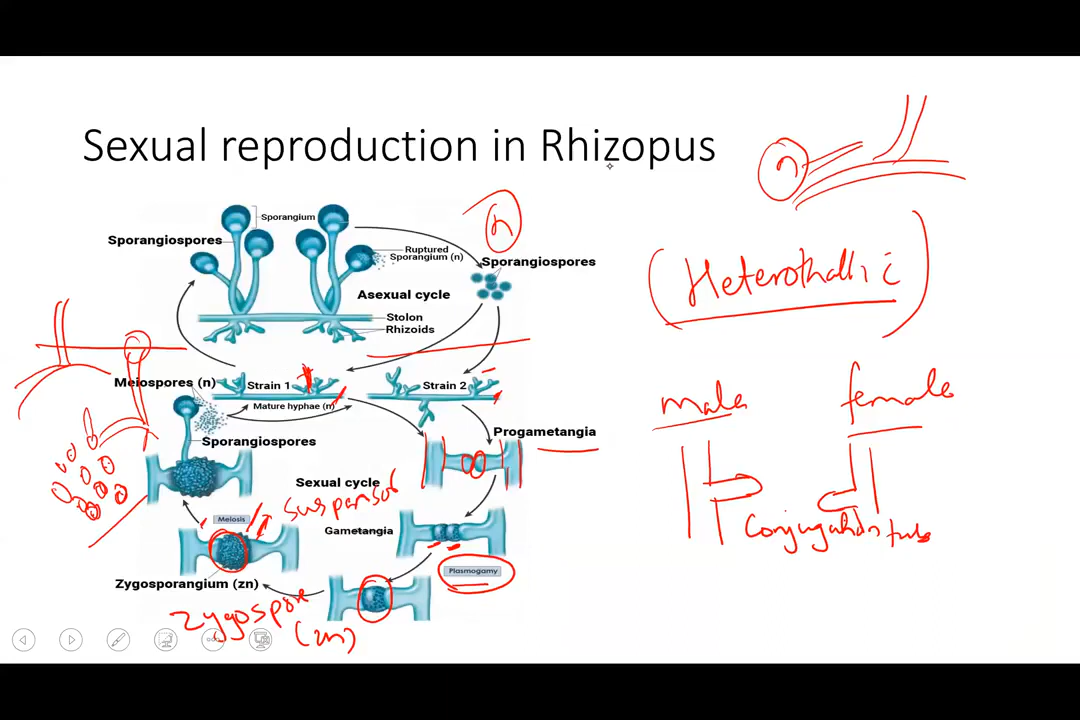 Sexual reproduction in Rhizopus
n
Sporangium
Sporangiospores
n
Ruptured
Sporangium (n)
Sporangiospores
Asexual cycle
(Heterothallic)
Stolon
Rhizoids
Meiospores (n)
Strain 1
Strain 2
Mature hyphae (n)
male
female
Progametangia
Sporangiospores
Sexual cycle
suspensor
Meiosis
Gametangia
Conjugation tube
Plasmogamy
Zygosporangium (zn)
Zygospore
(2n)